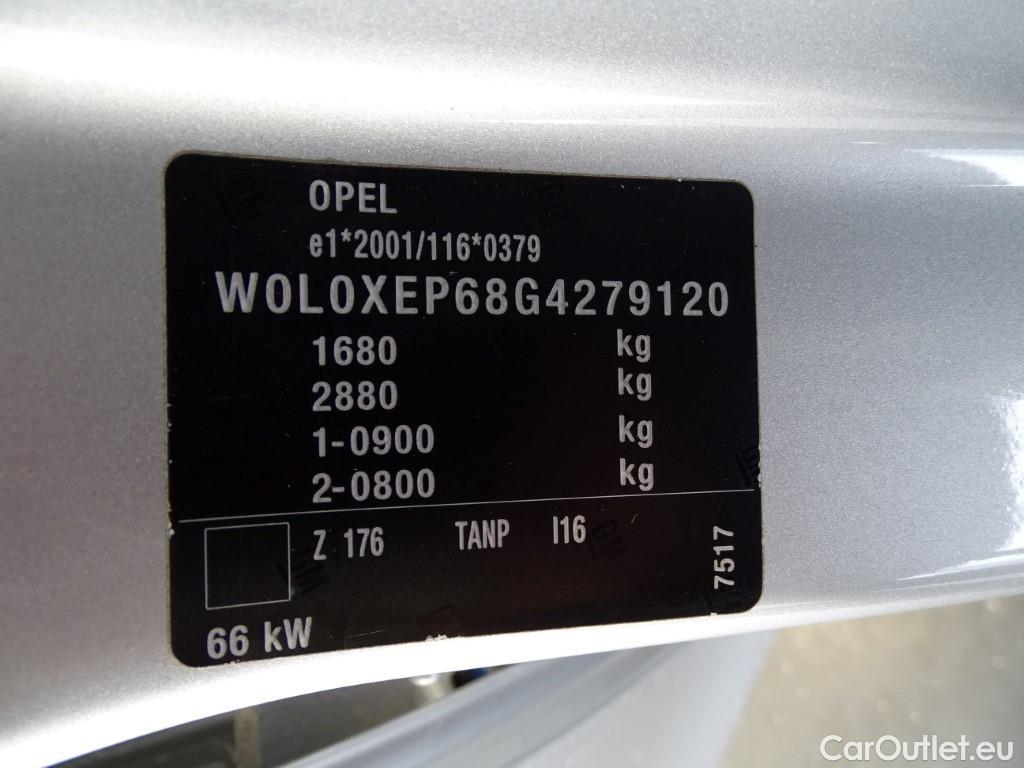 OPEL
e1*2001/116*0379
W0L0XEP68G4279120
1680 kg
2880 kg
1-0900 kg
2-0800 kg
Z 176 TANP I16
7517
66 kW
CarOutlet.eu